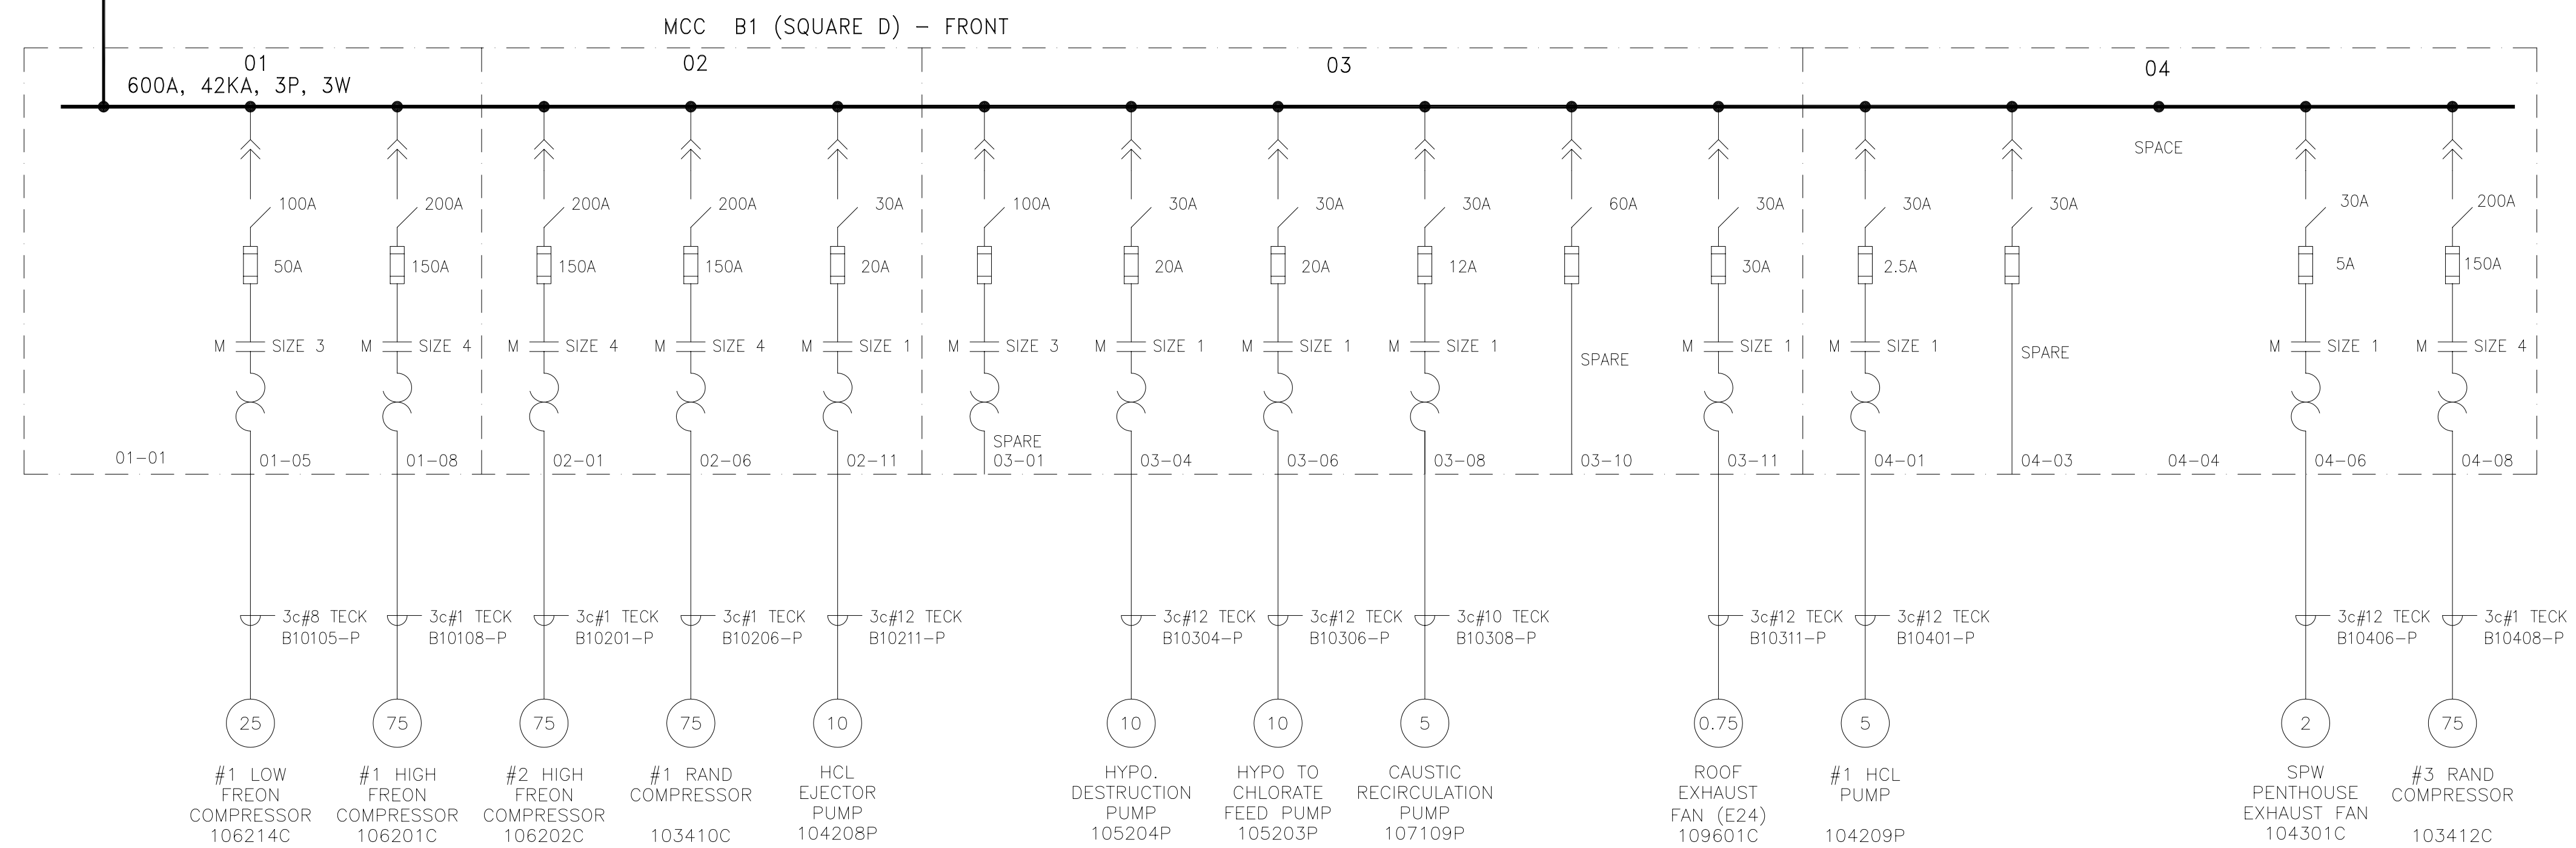 MCC B1 (SQUARE D) - FRONT
01
02
03
04
600A, 42KA, 3P, 3W
SPACE
100A
200A
200A
200A
30A
100A
30A
30A
30A
60A
30A
30A
30A
30A
200A
50A
150A
150A
150A
20A
20A
20A
12A
30A
2.5A
5A
150A
M SIZE 3
M SIZE 4
M SIZE 4
M SIZE 4
M SIZE 1
M SIZE 3
M SIZE 1
M SIZE 1
M SIZE 1
SPARE
M SIZE 1
M SIZE 1
SPARE
M SIZE 1
M SIZE 4
SPARE
01-01
01-05
01-08
02-01
02-06
02-11
03-01
03-04
03-06
03-08
03-10
03-11
04-01
04-03
04-04
04-06
04-08
3c#8 TECK
B10105-P
3c#1 TECK
B10108-P
3c#1 TECK
B10201-P
3c#1 TECK
B10206-P
3c#12 TECK
B10211-P
3c#12 TECK
B10304-P
3c#12 TECK
B10306-P
3c#10 TECK
B10308-P
3c#12 TECK
B10311-P
3c#12 TECK
B10401-P
3c#12 TECK
B10406-P
3c#1 TECK
B10408-P
25
#1 LOW
FREON
COMPRESSOR
106214C
75
#1 HIGH
FREON
COMPRESSOR
106201C
75
#2 HIGH
FREON
COMPRESSOR
106202C
75
#1 RAND
COMPRESSOR
103410C
10
HCL
EJECTOR
PUMP
104208P
10
HYPO.
DESTRUCTION
PUMP
105204P
10
HYPO TO
CHLORATE
FEED PUMP
105203P
5
CAUSTIC
RECIRCULATION
PUMP
107109P
0.75
ROOF
EXHAUST
FAN (E24)
109601C
5
#1 HCL
PUMP
104209P
2
SPW
PENTHOUSE
EXHAUST FAN
104301C
75
#3 RAND
COMPRESSOR
103412C